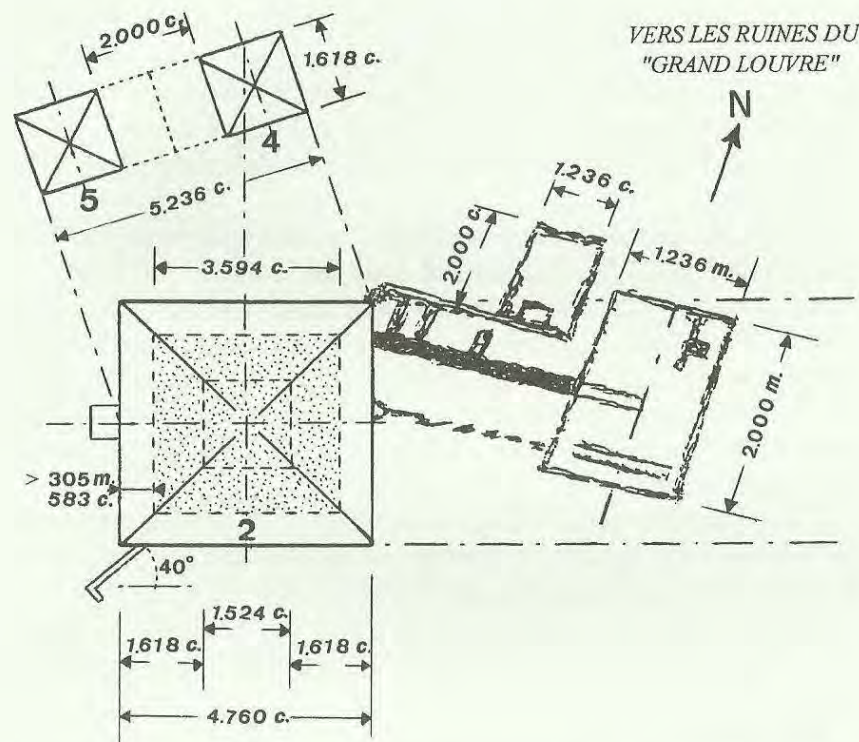 2.000 c.
1.618 c.
VERS LES RUINES DU
"GRAND LOUVRE"
N
4
5
5.236 c.
1.236 c.
2.000 c.
1.236 m.
3.594 c.
2.000 m.
> 305 m.
583 c.
2
40°
1.524 c.
1.618 c.
1.618 c.
4.760 c.